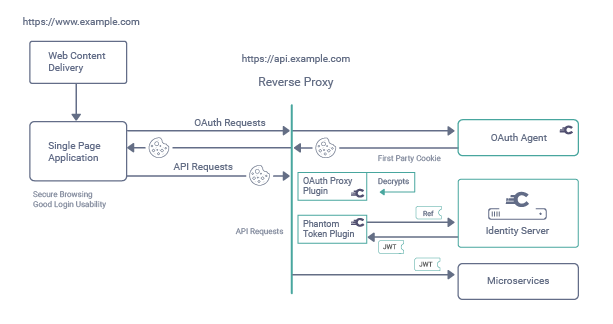 https://www.example.com
Web Content
Delivery
https://api.example.com
Reverse Proxy
OAuth Requests
OAuth Agent
Single Page
Application
First Party Cookie
API Requests
OAuth Proxy
Plugin
Decrypts
Secure Browsing
Good Login Usability
Ref
Phantom
Token Plugin
API Requests
Identity Server
JWT
JWT
Microservices